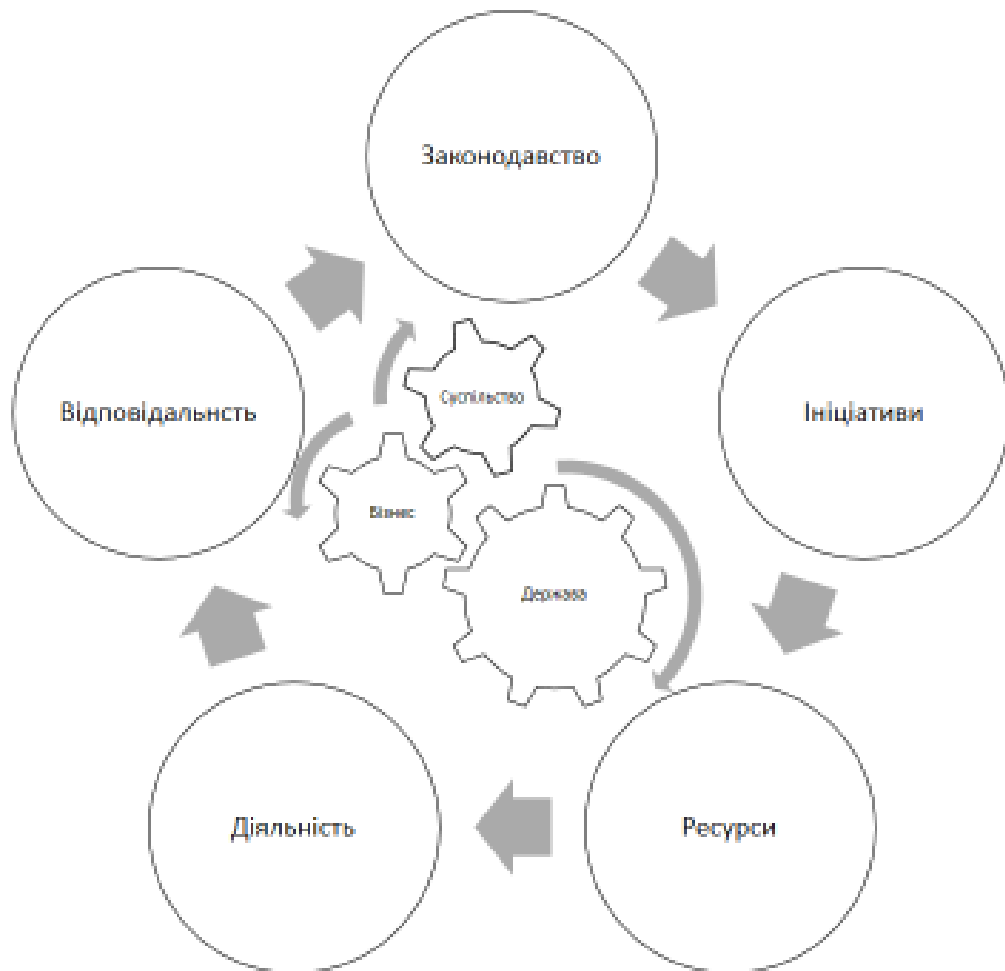 Законодавство
Ініціативи
Ресурси
Діяльність
Відповідальнсть
Суспільство
Бізнес
Держава